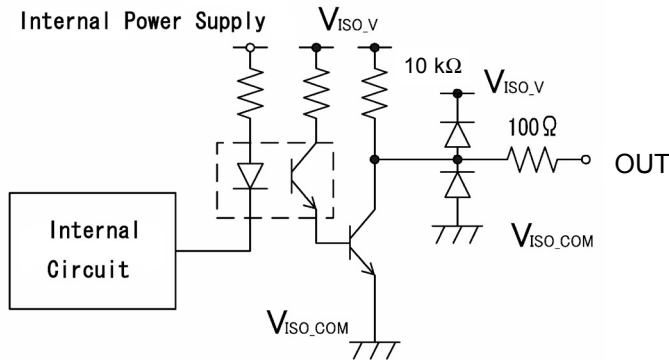 Internal Power Supply
VISO_V
10 kΩ
VISO_V
100Ω
OUT
Internal
Circuit
VISO_COM
VISO_COM